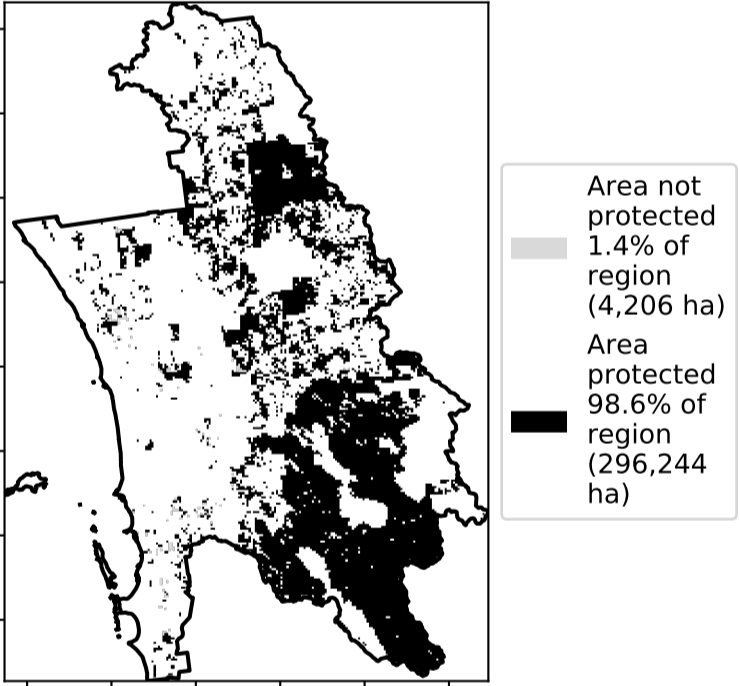 Area not
protected
1.4% of
region
(4,206 ha)
Area
protected
98.6% of
region
(296,244
ha)